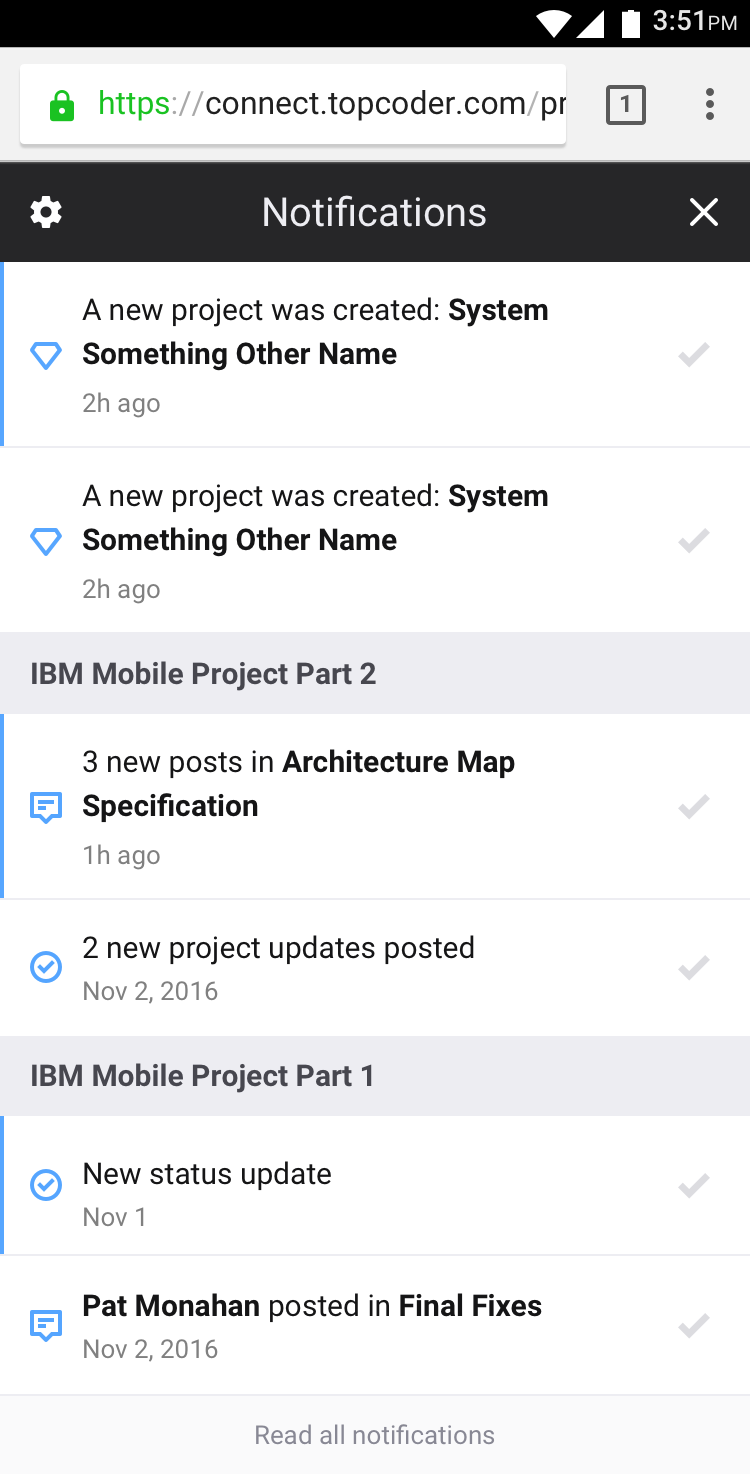 3:51PM
https://connect.topcoder.com/pr
1
Notifications
A new project was created: System
Something Other Name
2h ago
A new project was created: System
Something Other Name
2h ago
IBM Mobile Project Part 2
3 new posts in Architecture Map
Specification
1h ago
2 new project updates posted
Nov 2, 2016
IBM Mobile Project Part 1
New status update
Nov 1
Pat Monahan posted in Final Fixes
Nov 2, 2016
Read all notifications